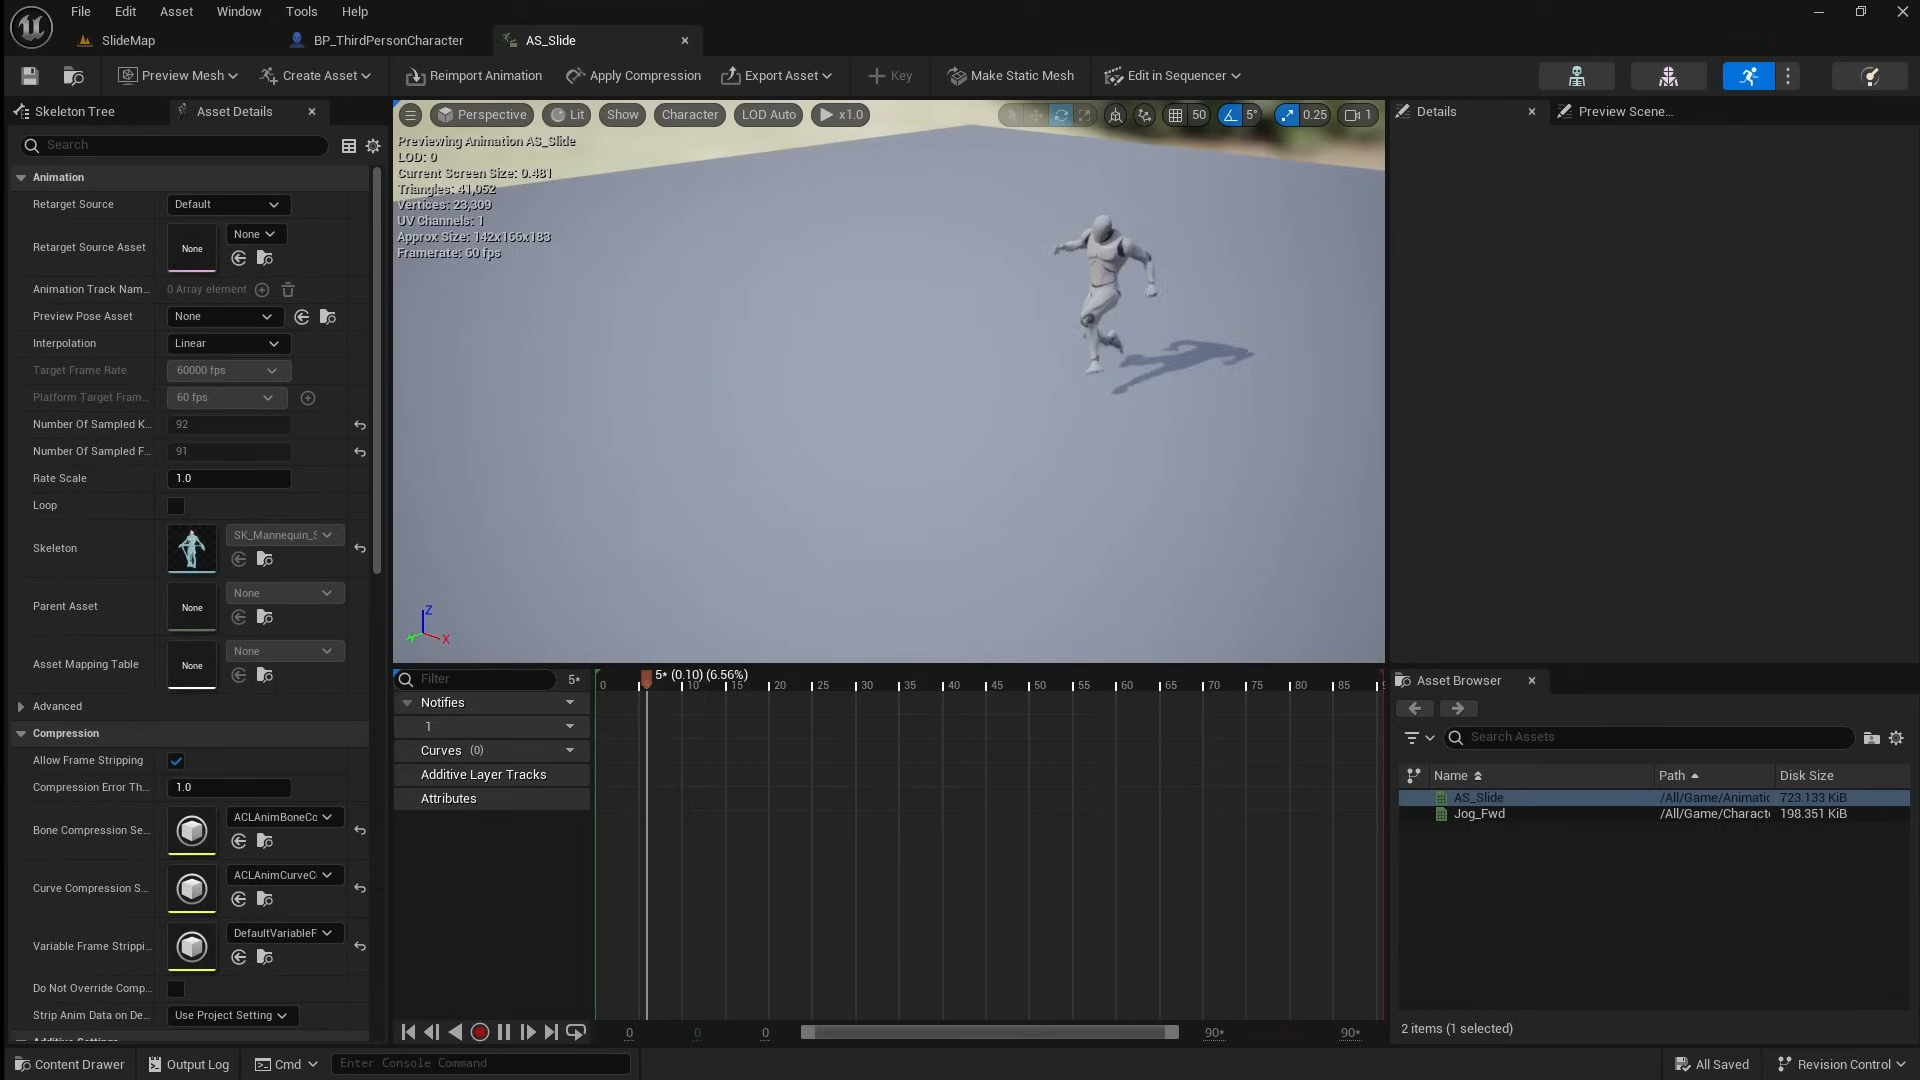 File Edit Asset Window Tools Help
SlideMap BP_ThirdPersonCharacter AS_Slide
Preview Mesh Create Asset Reimport Animation Apply Compression Export Asset Key Make Static Mesh Edit in Sequencer
Skeleton Tree Asset Details
Search
Animation
Retarget Source Default
Retarget Source Asset None None
Animation Track Nam... 0 Array element
Preview Pose Asset None
Interpolation Linear
Target Frame Rate 60000 fps
Platform Target Fram... 60 fps
Number Of Sampled K... 92
Number Of Sampled F... 91
Rate Scale 1.0
Loop
Skeleton SK_Mannequin_S
Parent Asset None None
Asset Mapping Table None None
Advanced
Compression
Allow Frame Stripping
Compression Error Th... 1.0
Bone Compression Se... ACLAnimBoneCo
Curve Compression S... ACLAnimCurveC
Variable Frame Strippi... DefaultVariableF
Do Not Override Comp...
Strip Anim Data on De... Use Project Setting
Perspective Lit Show Character LOD Auto x1.0 50 5° 0.25 1
Previewing Animation AS_Slide
LOD: 0
Current Screen Size: 0.481
Triangles: 41,052
Vertices: 23,309
UV Channels: 1
Approx Size: 142x166x183
Framerate: 60 fps
Z
Y X
Filter 5*
5* (0.10) (6.56%)
0 10 15 20 25 30 35 40 45 50 55 60 65 70 75 80 85
Notifies
1
Curves (0)
Additive Layer Tracks
Attributes
0 0 0 90* 90*
Details Preview Scene...
Asset Browser
Search Assets
Name Path Disk Size
AS_Slide /All/Game/Animatic 723.133 KiB
Jog_Fwd /All/Game/Characte 198.351 KiB
2 items (1 selected)
Content Drawer Output Log Cmd Enter Console Command All Saved Revision Control